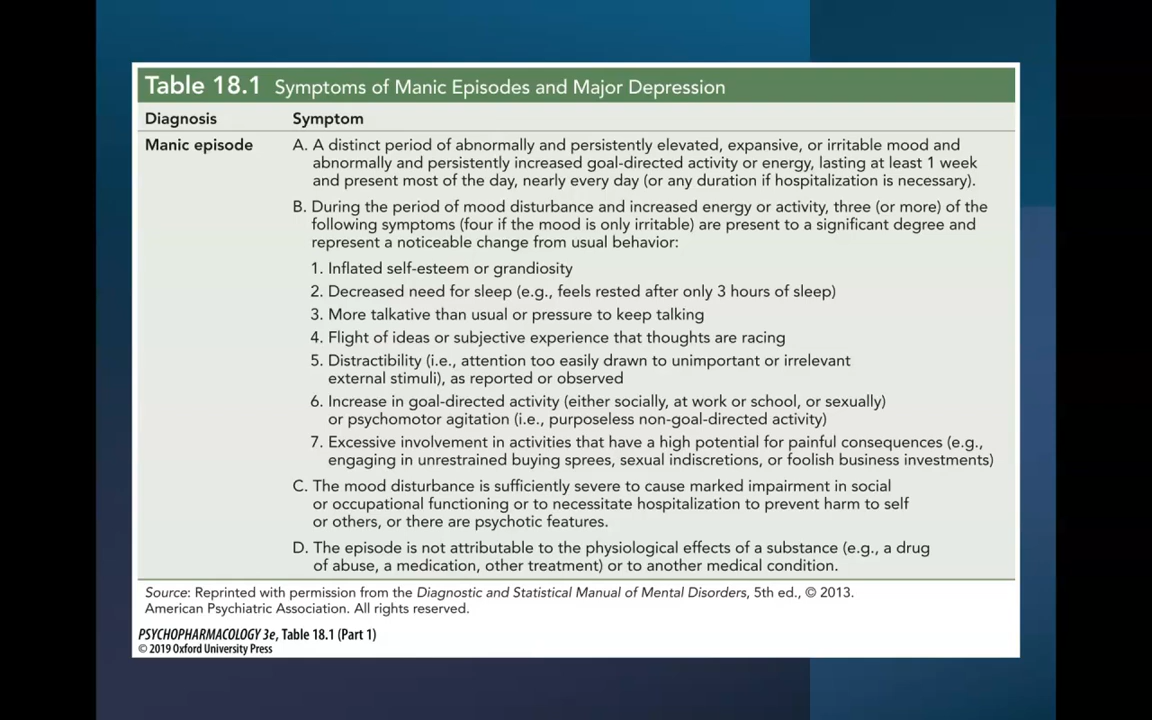 Table 18.1 Symptoms of Manic Episodes and Major Depression
Diagnosis Symptom
Manic episode A. A distinct period of abnormally and persistently elevated, expansive, or irritable mood and
abnormally and persistently increased goal-directed activity or energy, lasting at least 1 week
and present most of the day, nearly every day (or any duration if hospitalization is necessary).
B. During the period of mood disturbance and increased energy or activity, three (or more) of the
following symptoms (four if the mood is only irritable) are present to a significant degree and
represent a noticeable change from usual behavior:
1. Inflated self-esteem or grandiosity
2. Decreased need for sleep (e.g., feels rested after only 3 hours of sleep)
3. More talkative than usual or pressure to keep talking
4. Flight of ideas or subjective experience that thoughts are racing
5. Distractibility (i.e., attention too easily drawn to unimportant or irrelevant
external stimuli), as reported or observed
6. Increase in goal-directed activity (either socially, at work or school, or sexually)
or psychomotor agitation (i.e., purposeless non-goal-directed activity)
7. Excessive involvement in activities that have a high potential for painful consequences (e.g.,
engaging in unrestrained buying sprees, sexual indiscretions, or foolish business investments)
C. The mood disturbance is sufficiently severe to cause marked impairment in social
or occupational functioning or to necessitate hospitalization to prevent harm to self
or others, or there are psychotic features.
D. The episode is not attributable to the physiological effects of a substance (e.g., a drug
of abuse, a medication, other treatment) or to another medical condition.
Source: Reprinted with permission from the Diagnostic and Statistical Manual of Mental Disorders, 5th ed., © 2013.
American Psychiatric Association. All rights reserved.
PSYCHOPHARMACOLOGY 3e, Table 18.1 (Part 1)
© 2019 Oxford University Press